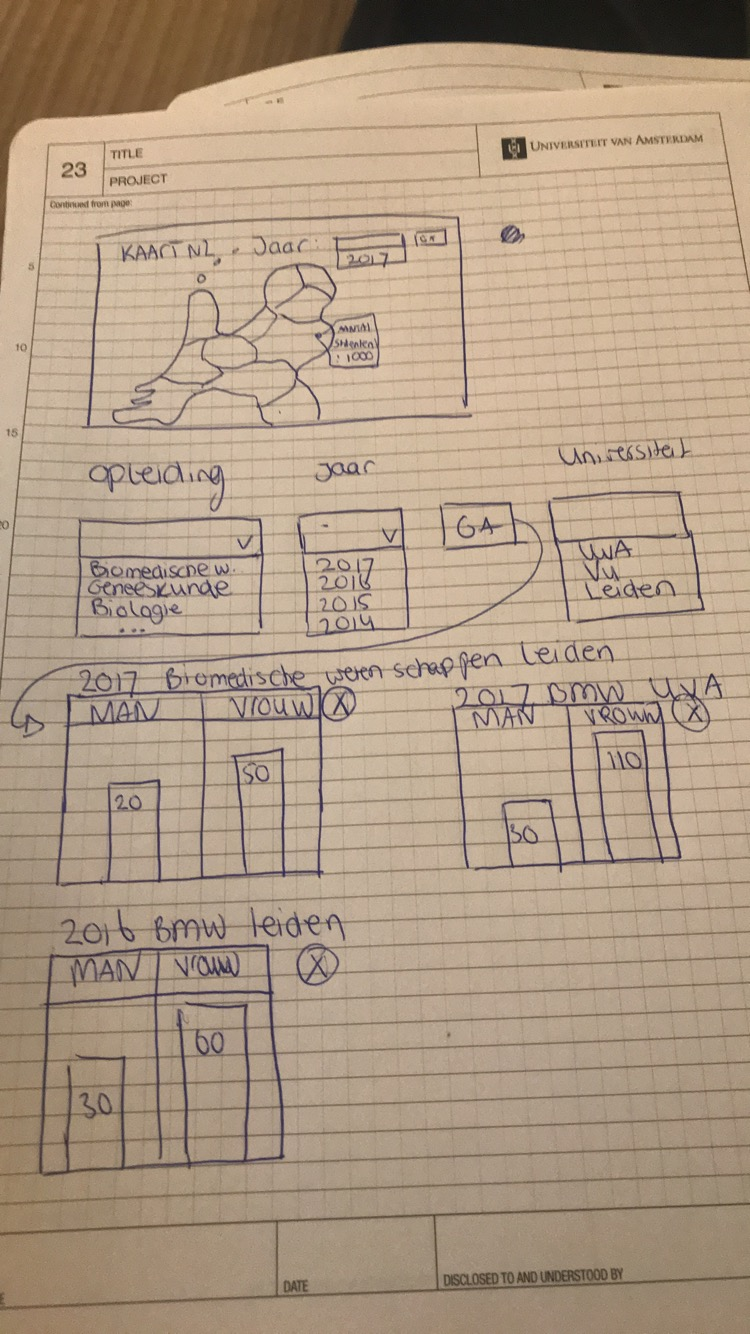 23
TITLE
PROJECT
UNIVERSITEIT VAN AMSTERDAM
Continued from page:
5
10
15
20
KAART NL. Jaar:
2017
GA
AANTAL
Studenten
: 1000
opleiding
jaar
Universiteit
V
Biomedische w.
Geneeskunde
Biologie
...
- V
2017
2016
2015
2014
GA
UvA
VU
Leiden
2017 Biomedische wetenschappen Leiden
MAN VROUW X
20 50
2017 BMW UvA
MAN VROUW X
30 110
2016 BMW leiden
MAN Vrouw X
30 60
DATE
DISCLOSED TO AND UNDERSTOOD BY